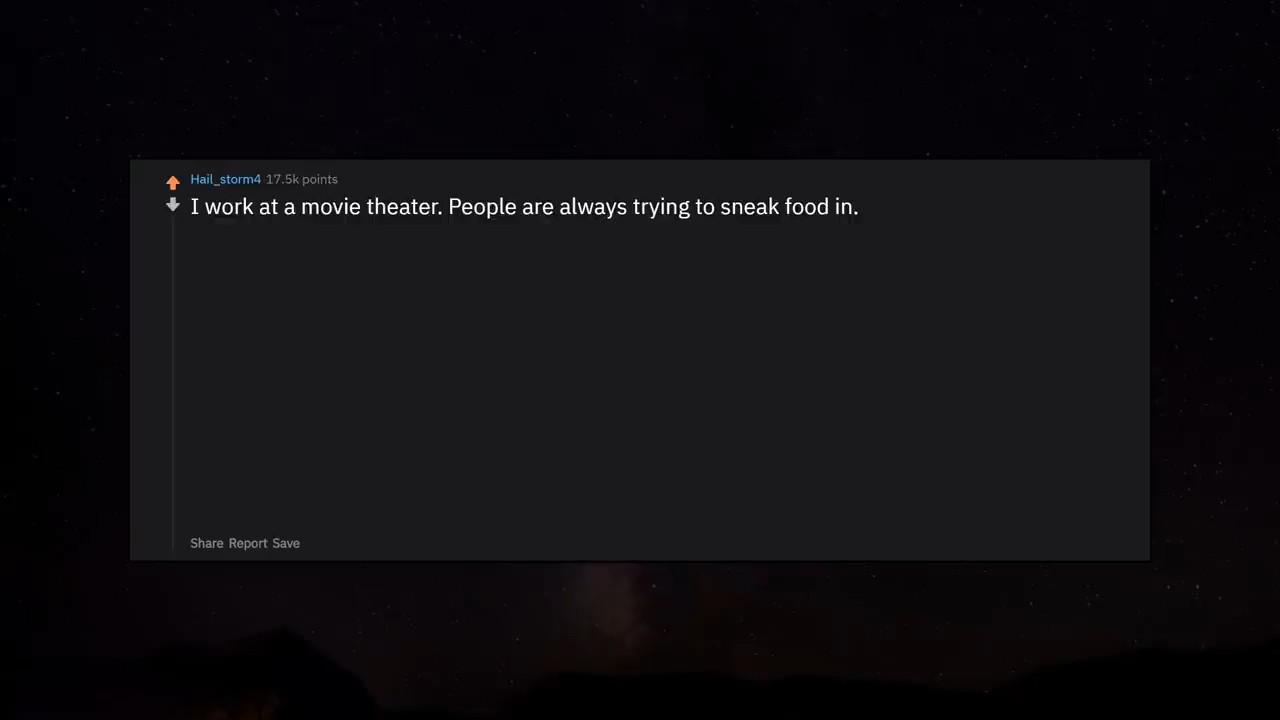 Hail_storm4 17.5k points
I work at a movie theater. People are always trying to sneak food in.
Share Report Save